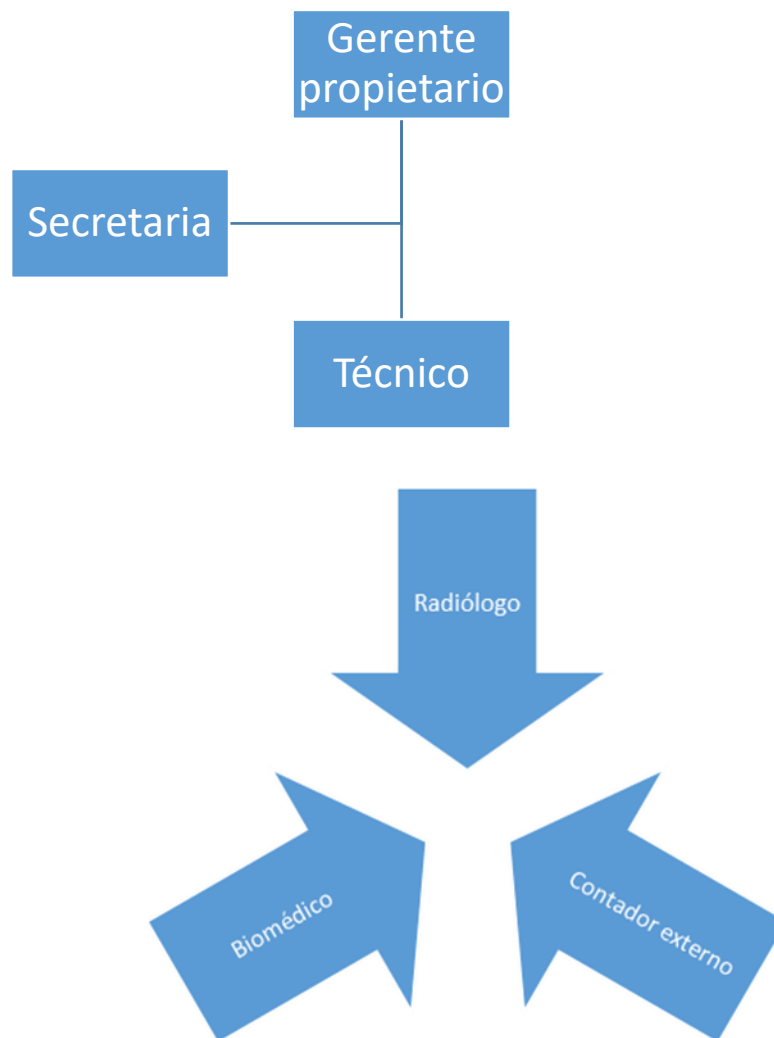 Gerente
propietario
Secretaria
Técnico
Radiólogo
Biomédico
Contador externo